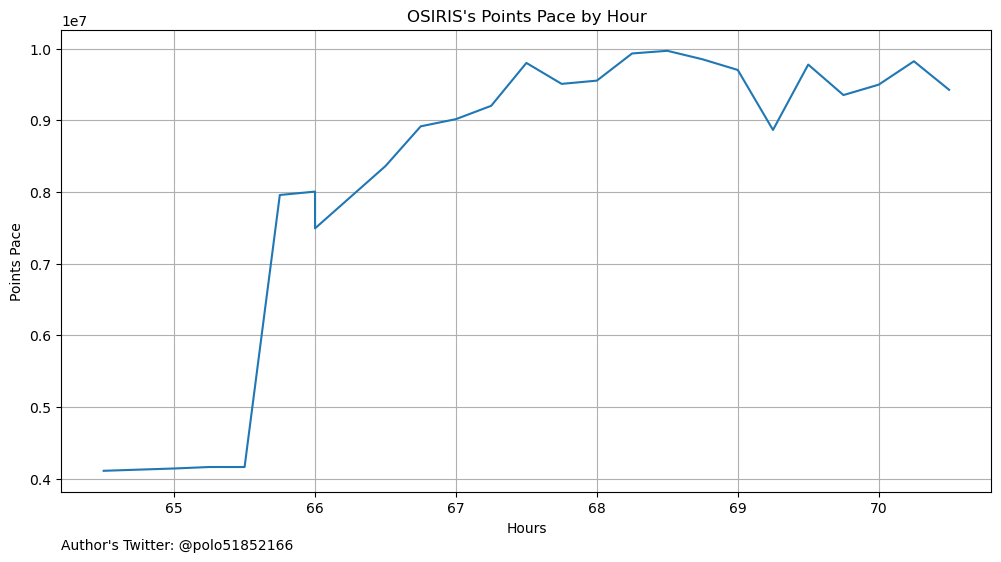 OSIRIS's Points Pace by Hour
1e7
1.0
0.9
0.8
0.7
0.6
0.5
0.4
Points Pace
65 66 67 68 69 70
Hours
Author's Twitter: @polo51852166